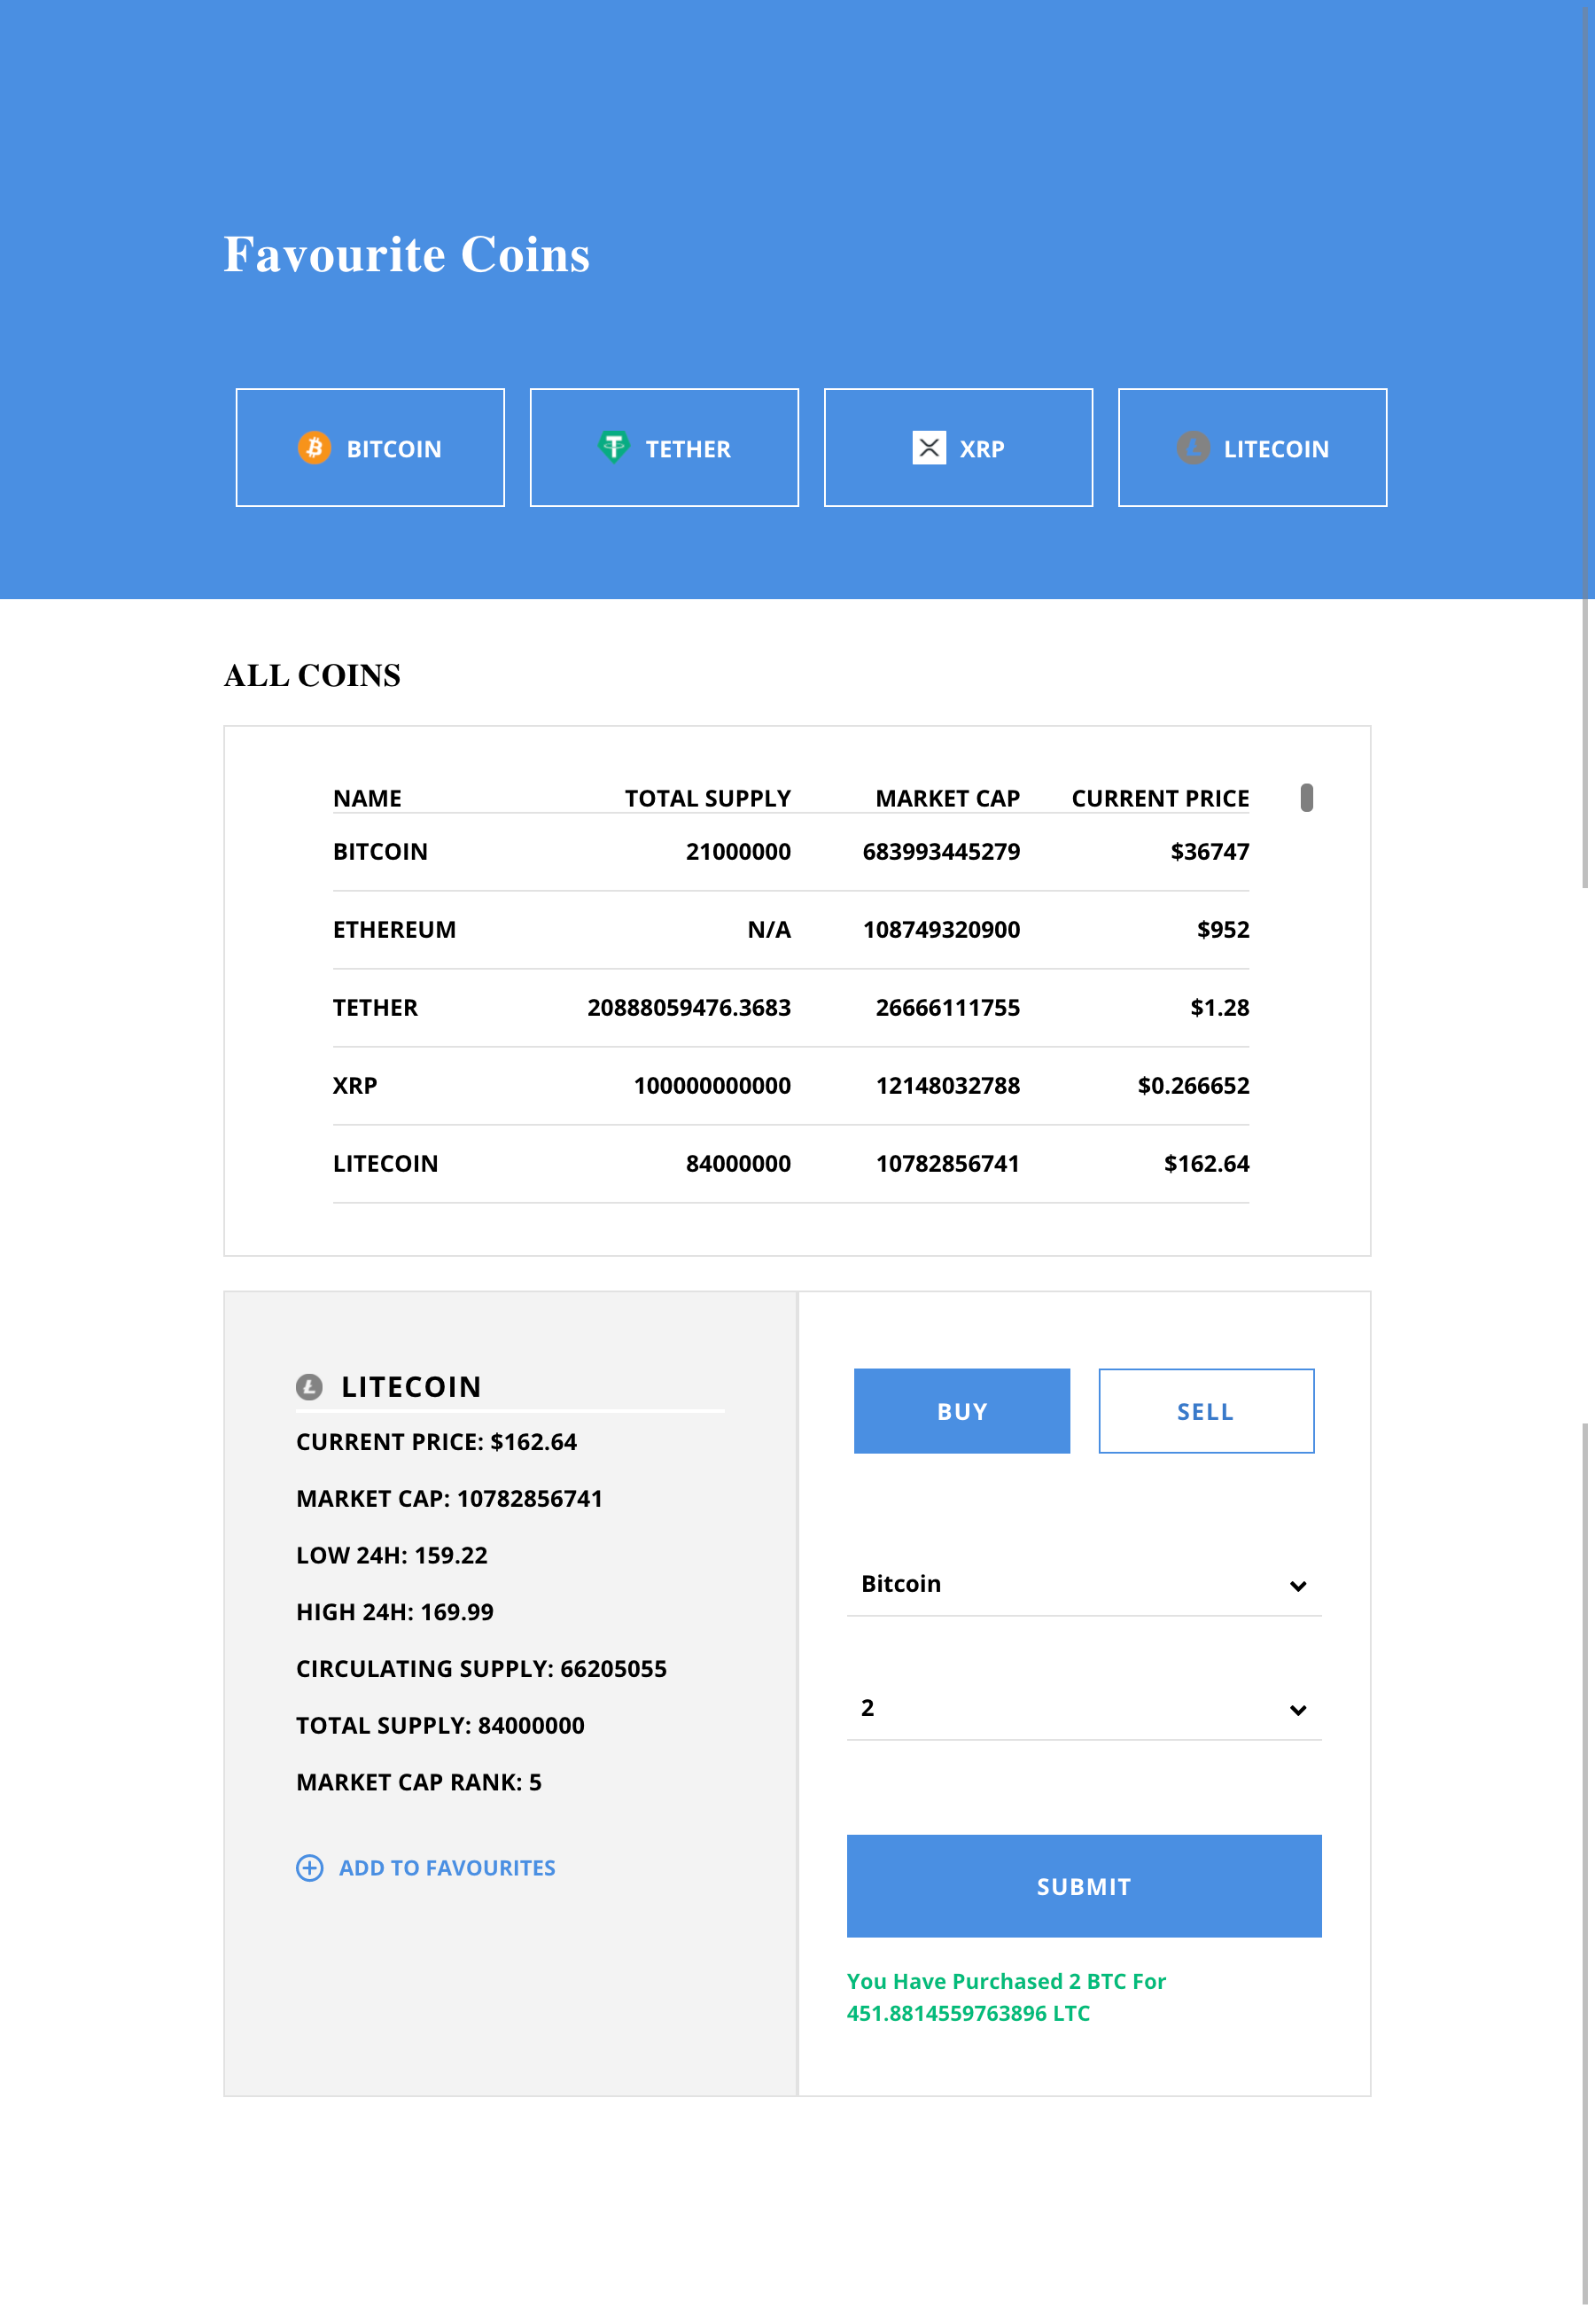 Favourite Coins
BITCOIN
TETHER
XRP
LITECOIN
ALL COINS
NAME TOTAL SUPPLY MARKET CAP CURRENT PRICE
BITCOIN 21000000 683993445279 $36747
ETHEREUM N/A 108749320900 $952
TETHER 20888059476.3683 26666111755 $1.28
XRP 100000000000 12148032788 $0.266652
LITECOIN 84000000 10782856741 $162.64
LITECOIN
CURRENT PRICE: $162.64
MARKET CAP: 10782856741
LOW 24H: 159.22
HIGH 24H: 169.99
CIRCULATING SUPPLY: 66205055
TOTAL SUPPLY: 84000000
MARKET CAP RANK: 5
ADD TO FAVOURITES
BUY
SELL
Bitcoin
2
SUBMIT
You Have Purchased 2 BTC For
451.8814559763896 LTC